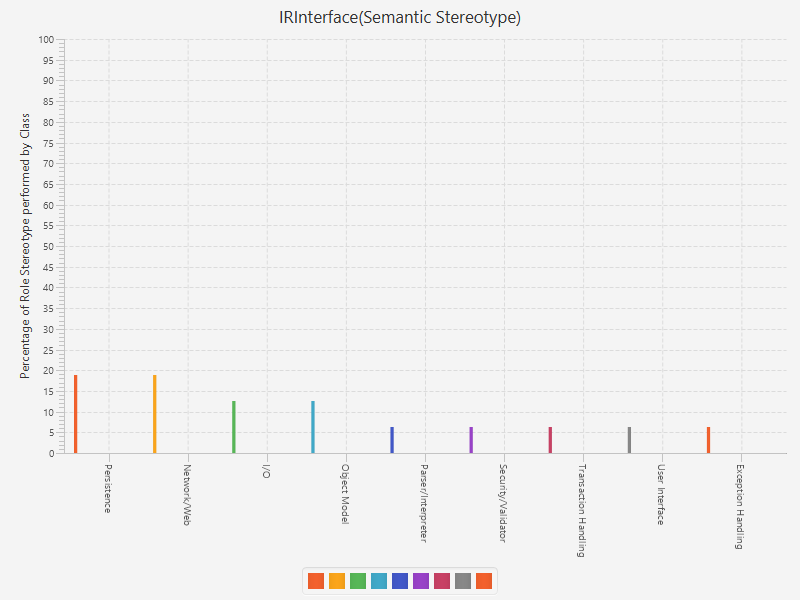 IRInterface(Semantic Stereotype)
Percentage of Role Stereotype performed by Class
100
95
90
85
80
75
70
65
60
55
50
45
40
35
30
25
20
15
10
5
0
Persistence
Network/Web
I/O
Object Model
Parser/Interpreter
Security/Validator
Transaction Handling
User Interface
Exception Handling